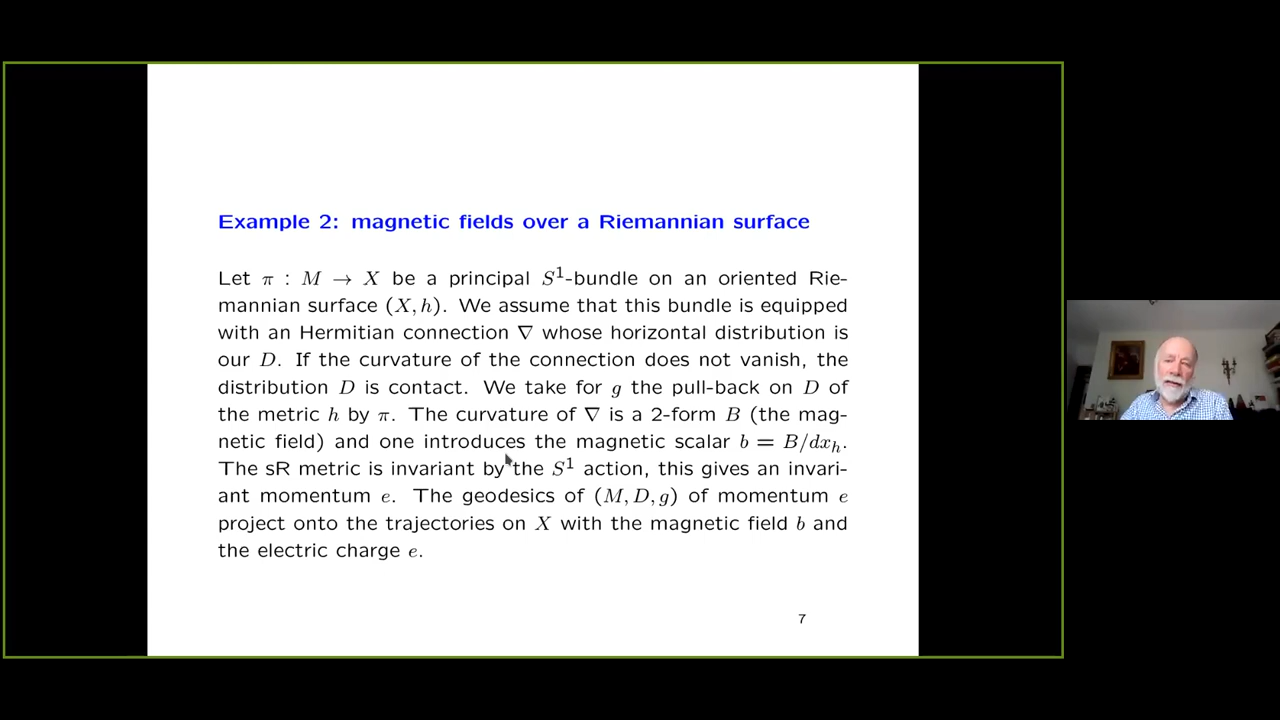 Example 2: magnetic fields over a Riemannian surface
Let π : M → X be a principal S¹-bundle on an oriented Rie-
mannian surface (X, h). We assume that this bundle is equipped
with an Hermitian connection ∇ whose horizontal distribution is
our D. If the curvature of the connection does not vanish, the
distribution D is contact. We take for g the pull-back on D of
the metric h by π. The curvature of ∇ is a 2-form B (the mag-
netic field) and one introduces the magnetic scalar b = B/dxₕ.
The sR metric is invariant by the S¹ action, this gives an invari-
ant momentum e. The geodesics of (M, D, g) of momentum e
project onto the trajectories on X with the magnetic field b and
the electric charge e.
7